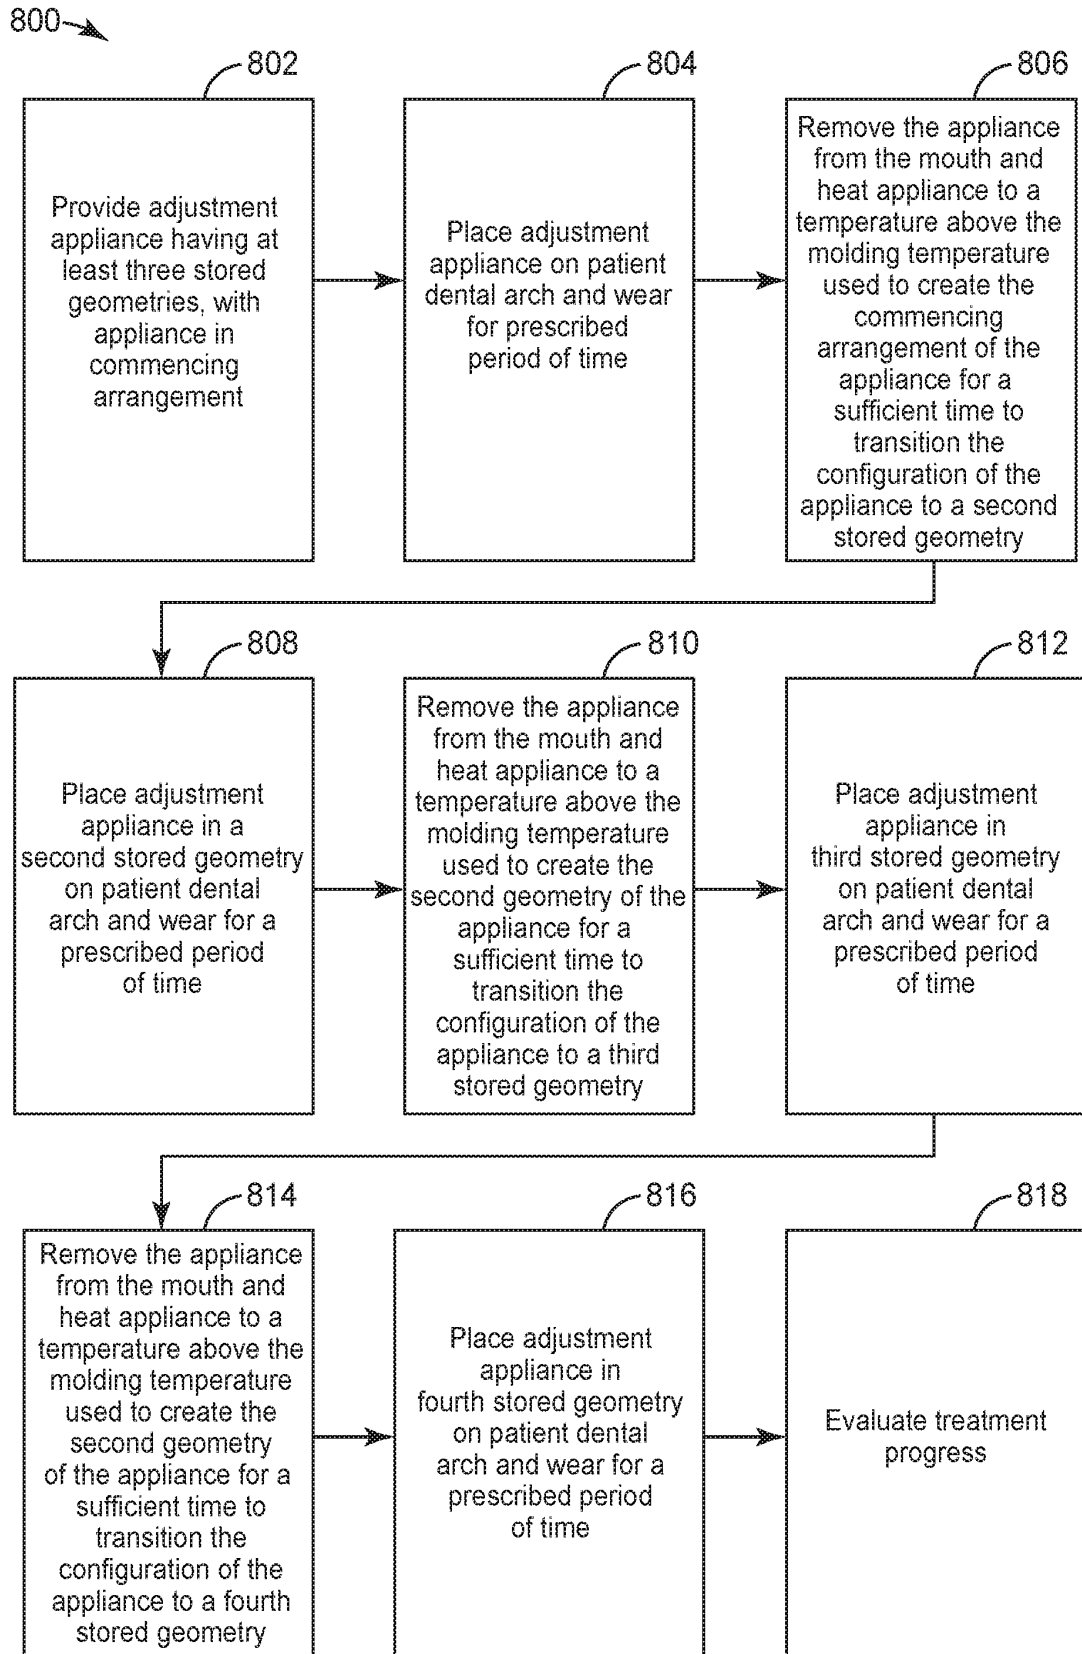 800
802
Provide adjustment
appliance having at
least three stored
geometries, with
appliance in
commencing
arrangement
804
Place adjustment
appliance on patient
dental arch and wear
for prescribed
period of time
806
Remove the appliance
from the mouth and
heat appliance to a
temperature above the
molding temperature
used to create the
commencing
arrangement of the
appliance for a
sufficient time to
transition the
configuration of the
appliance to a second
stored geometry
808
Place adjustment
appliance in a
second stored geometry
on patient dental
arch and wear for a
prescribed period
of time
810
Remove the appliance
from the mouth and
heat appliance to a
temperature above the
molding temperature
used to create the
second geometry of the
appliance for a
sufficient time to
transition the
configuration of the
appliance to a third
stored geometry
812
Place adjustment
appliance in
third stored geometry
on patient dental
arch and wear for a
prescribed period
of time
814
Remove the appliance
from the mouth and
heat appliance to a
temperature above the
molding temperature
used to create the
second geometry
of the appliance for a
sufficient time to
transition the
configuration of the
appliance to a fourth
stored geometry
816
Place adjustment
appliance in
fourth stored geometry
on patient dental
arch and wear for a
prescribed period
of time
818
Evaluate treatment
progress